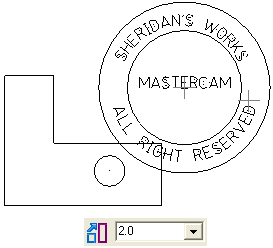 SHERIDAN'S WORKS
MASTERCAM
ALL RIGHT RESERVED
2.0